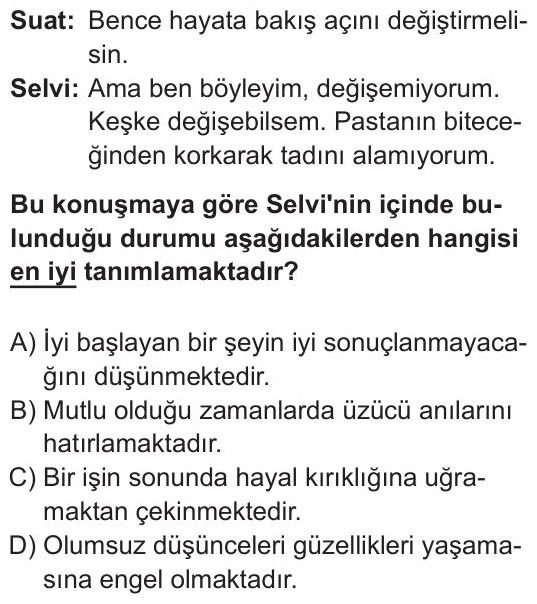 Suat: Bence hayata bakış açını değiştirmeli-
sin.
Selvi: Ama ben böyleyim, değişemiyorum.
Keşke değişebilsem. Pastanın bitece-
ğinden korkarak tadını alamıyorum.
Bu konuşmaya göre Selvi'nin içinde bu-
lunduğu durumu aşağıdakilerden hangisi
en iyi tanımlamaktadır?
A) İyi başlayan bir şeyin iyi sonuçlanmayaca-
ğını düşünmektedir.
B) Mutlu olduğu zamanlarda üzücü anılarını
hatırlamaktadır.
C) Bir işin sonunda hayal kırıklığına uğra-
maktan çekinmektedir.
D) Olumsuz düşünceleri güzellikleri yaşama-
sına engel olmaktadır.